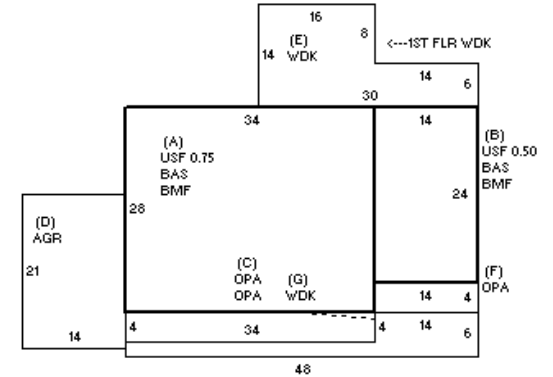 16
(E)
WDK
8
<---1ST FLR WDK
14
14
6
30
34
14
(A)
USF 0.75
BAS
BMF
(B)
USF 0.50
BAS
BMF
24
28
(D)
AGR
21
14
(C)
OPA
OPA
(G)
WDK
(F)
OPA
14
4
4
34
4
14
6
48